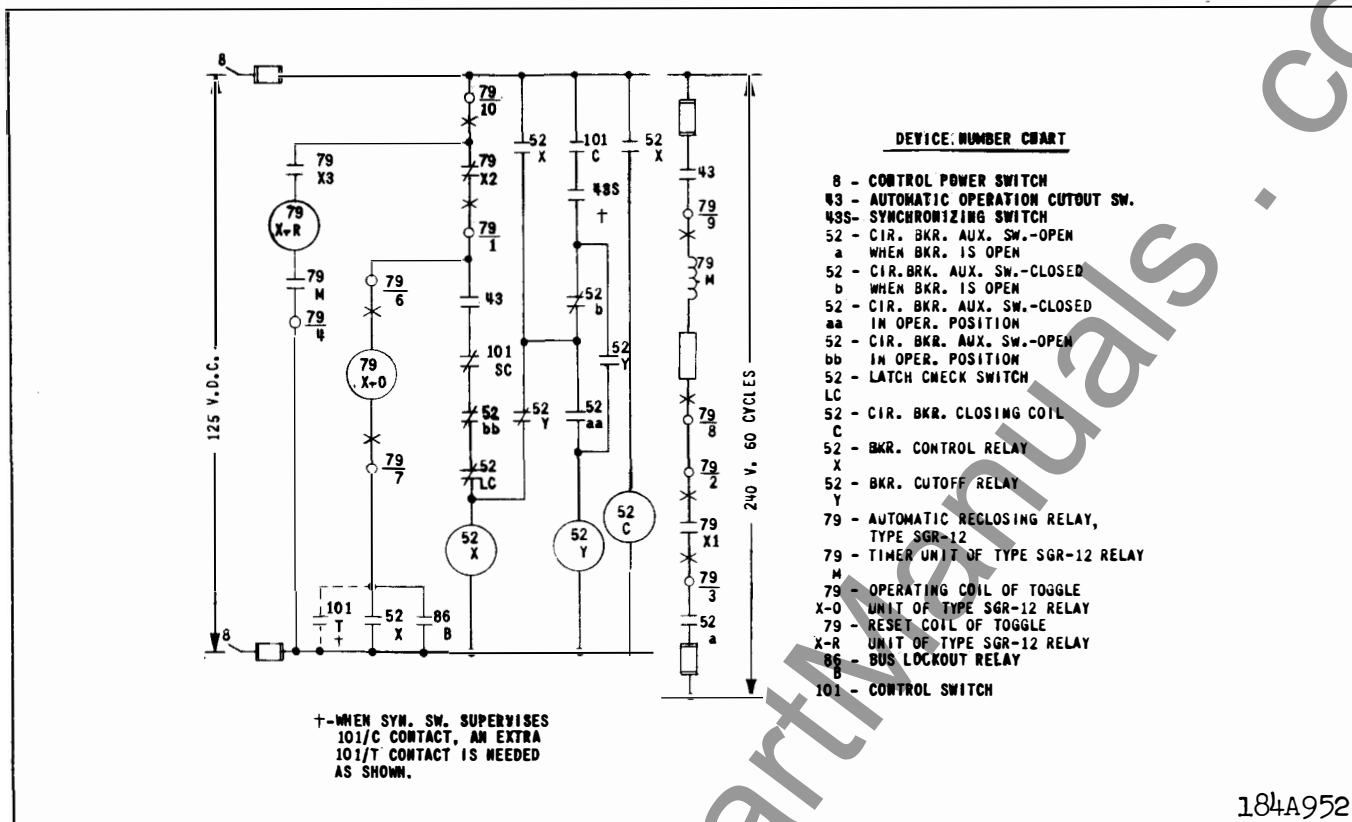 8
125 V.D.C.
8
79
X3
79
X-R
79
M
79
4
79
6
79
X-O
79
7
101
T
†
52
X
86
B
79
10
79
X2
79
1
43
101
SC
52
bb
52
LC
52
X
52
X
52
Y
101
C
43S
†
52
b
52
aa
52
Y
52
Y
52
X
52
C
43
79
9
79
M
79
8
79
2
79
X1
79
3
52
a
240 V. 60 CYCLES
DEVICE NUMBER CHART
8 - CONTROL POWER SWITCH
43 - AUTOMATIC OPERATION CUTOUT SW.
43S- SYNCHRONIZING SWITCH
52 - CIR. BKR. AUX. SW.-OPEN
a WHEN BKR. IS OPEN
52 - CIR.BRK. AUX. SW.-CLOSED
b WHEN BKR. IS OPEN
52 - CIR. BKR. AUX. SW.-CLOSED
aa IN OPER. POSITION
52 - CIR. BKR. AUX. SW.-OPEN
bb IN OPER. POSITION
52 - LATCH CHECK SWITCH
LC
52 - CIR. BKR. CLOSING COIL
C
52 - BKR. CONTROL RELAY
X
52 - BKR. CUTOFF RELAY
Y
79 - AUTOMATIC RECLOSING RELAY,
TYPE SGR-12
79 - TIMER UNIT OF TYPE SGR-12 RELAY
M
79 - OPERATING COIL OF TOGGLE
X-O UNIT OF TYPE SGR-12 RELAY
79 - RESET COIL OF TOGGLE
X-R UNIT OF TYPE SGR-12 RELAY
86 - BUS LOCKOUT RELAY
B
101 - CONTROL SWITCH
†-WHEN SYN. SW. SUPERVISES
101/C CONTACT, AN EXTRA
101/T CONTACT IS NEEDED
AS SHOWN.
184A952
artManuals . co